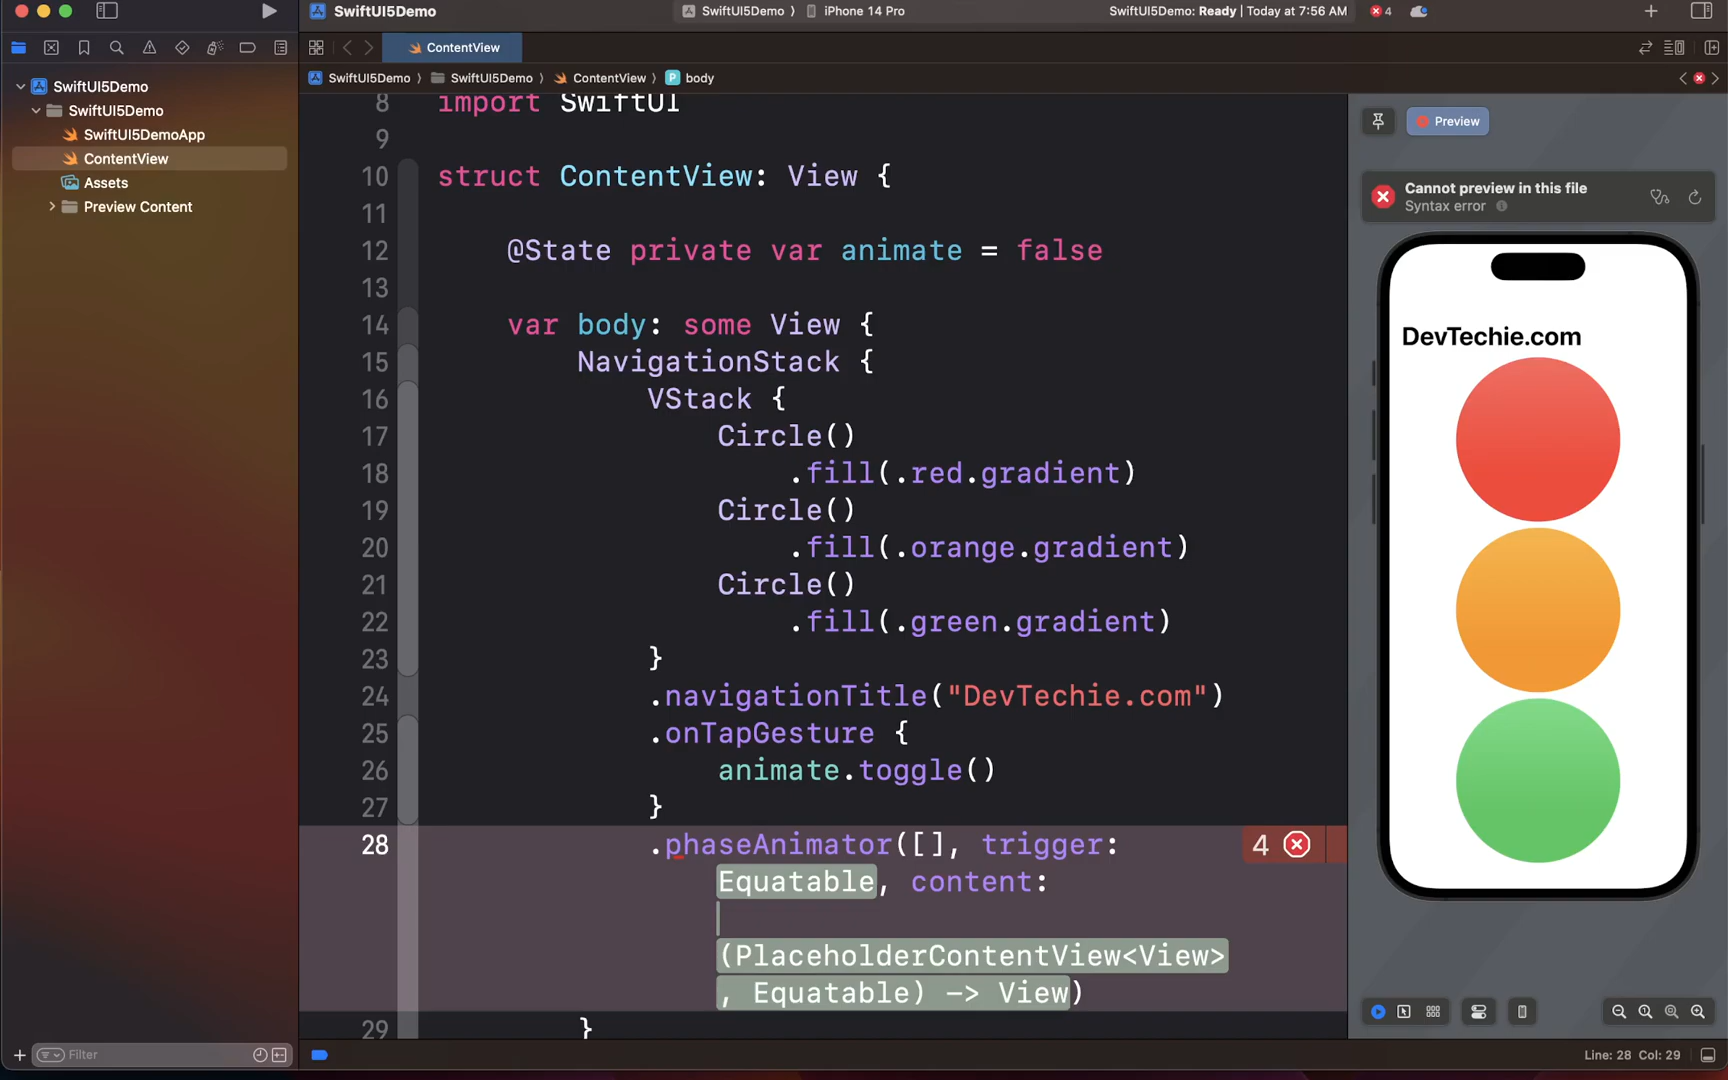 SwiftUI5Demo
SwiftUI5Demo 〉 iPhone 14 Pro
SwiftUI5Demo: Ready | Today at 7:56 AM
4
ContentView
SwiftUI5Demo 〉 SwiftUI5Demo 〉 ContentView 〉 P body
SwiftUI5Demo
SwiftUI5Demo
SwiftUI5DemoApp
ContentView
Assets
Preview Content
8 import SwiftUI
9
10 struct ContentView: View {
11
12 @State private var animate = false
13
14 var body: some View {
15 NavigationStack {
16 VStack {
17 Circle()
18 .fill(.red.gradient)
19 Circle()
20 .fill(.orange.gradient)
21 Circle()
22 .fill(.green.gradient)
23 }
24 .navigationTitle("DevTechie.com")
25 .onTapGesture {
26 animate.toggle()
27 }
28 .phaseAnimator([], trigger: 4
Equatable, content:
(PlaceholderContentView<View>
, Equatable) -> View)
29 }
Preview
Cannot preview in this file
Syntax error
DevTechie.com
Filter
Line: 28 Col: 29